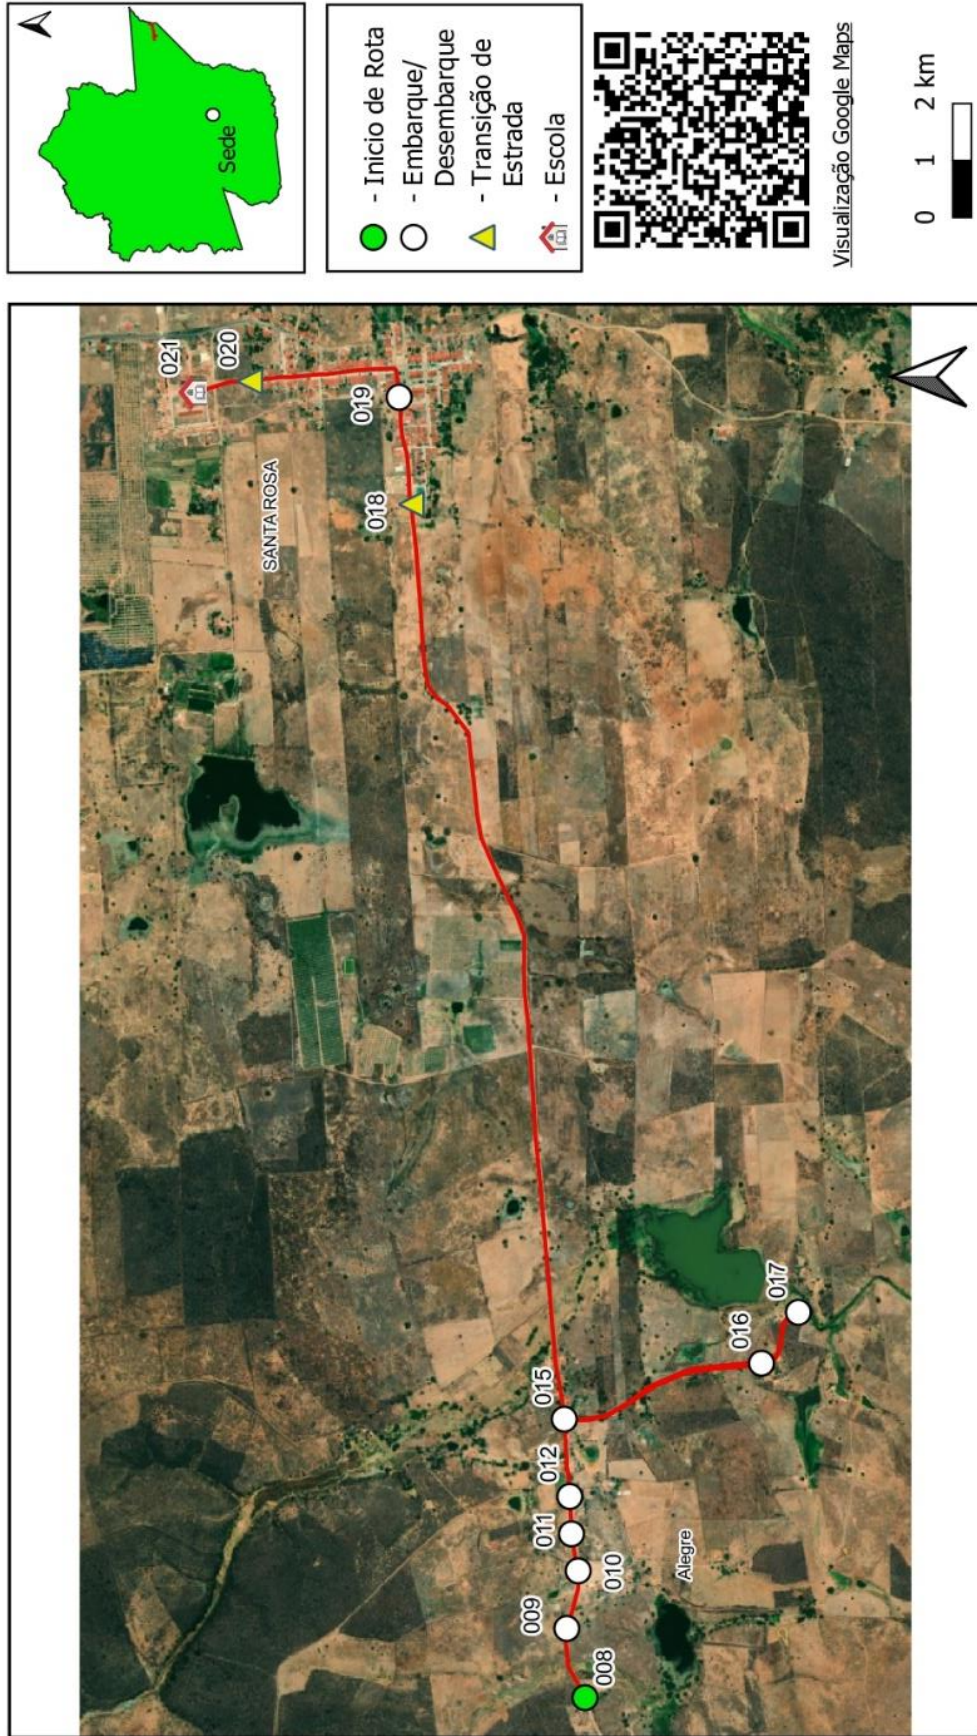 021
020
019
018
SANTA ROSA
017
016
015
012
011
010
009
008
Alegre
Sede
- Inicio de Rota
- Embarque/
Desembarque
- Transição de
Estrada
- Escola
Visualização Google Maps
0 1 2 km